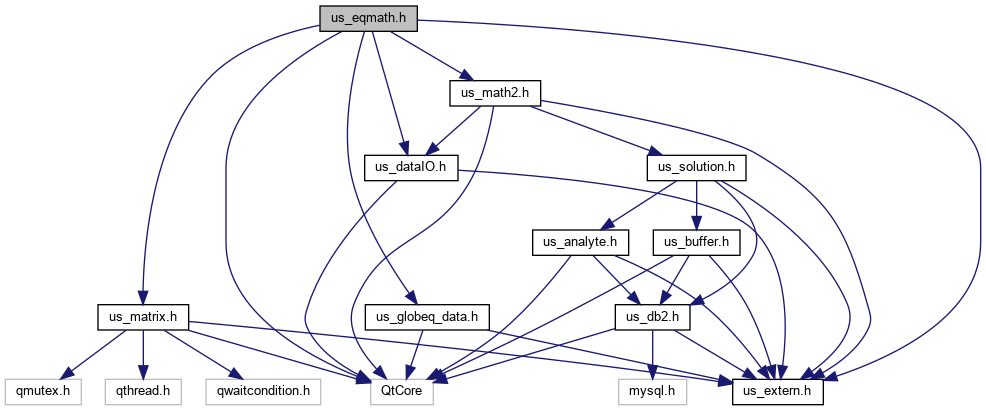 us_eqmath.h
us_math2.h
us_dataIO.h
us_solution.h
us_analyte.h
us_buffer.h
us_matrix.h
us_globeq_data.h
us_db2.h
qmutex.h
qthread.h
qwaitcondition.h
QtCore
mysql.h
us_extern.h